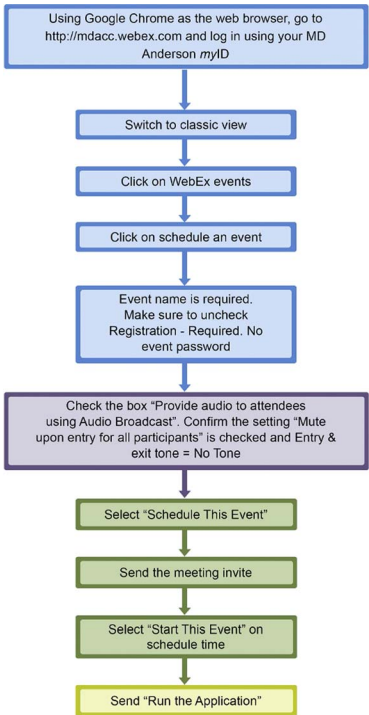 Using Google Chrome as the web browser, go to
http://mdacc.webex.com and log in using your MD
Anderson myID
Switch to classic view
Click on WebEx events
Click on schedule an event
Event name is required.
Make sure to uncheck
Registration - Required. No
event password
Check the box “Provide audio to attendees
using Audio Broadcast”. Confirm the setting “Mute
upon entry for all participants” is checked and Entry &
exit tone = No Tone
Select “Schedule This Event”
Send the meeting invite
Select “Start This Event” on
schedule time
Send “Run the Application”